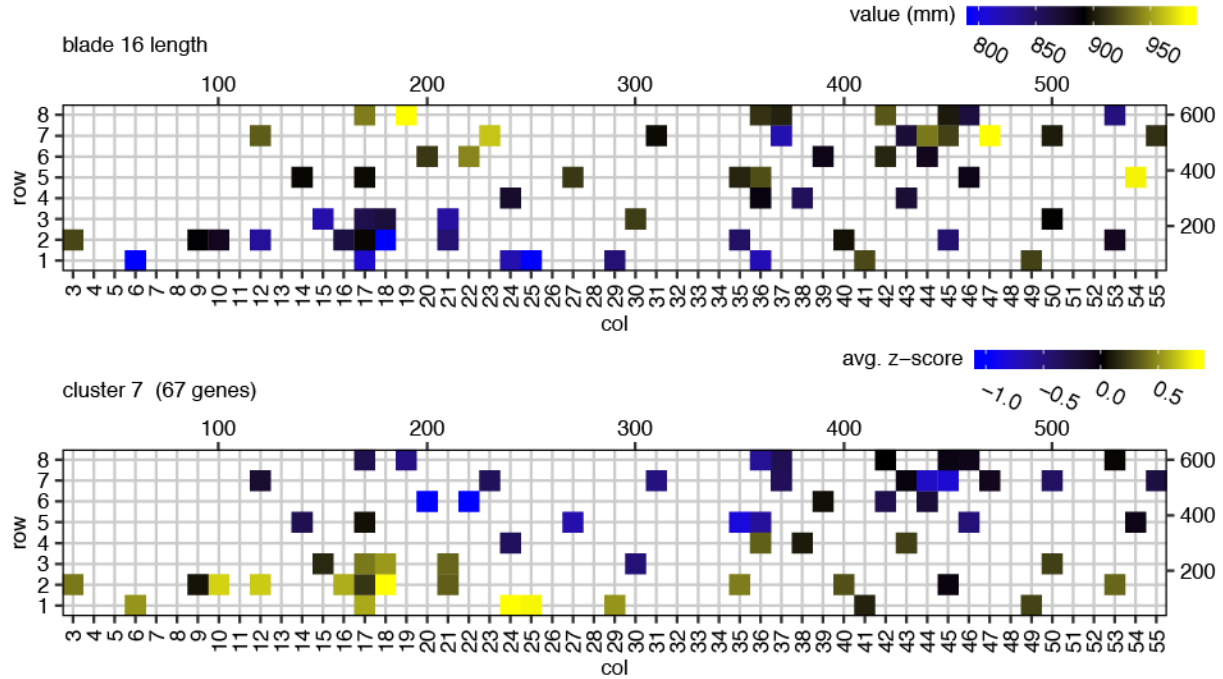 value (mm)
800 850 900 950
blade 16 length
100 200 300 400 500
8 600
7
6 400
5
row
4
3 200
2
1
3 4 5 6 7 8 9 10 11 12 13 14 15 16 17 18 19 20 21 22 23 24 25 26 27 28 29 30 31 32 33 34 35 36 37 38 39 40 41 42 43 44 45 46 47 48 49 50 51 52 53 54 55
col
avg. z−score
−1.0 −0.5 0.0 0.5
cluster 7 (67 genes)
100 200 300 400 500
8 600
7
6 400
5
row
4
3 200
2
1
3 4 5 6 7 8 9 10 11 12 13 14 15 16 17 18 19 20 21 22 23 24 25 26 27 28 29 30 31 32 33 34 35 36 37 38 39 40 41 42 43 44 45 46 47 48 49 50 51 52 53 54 55
col